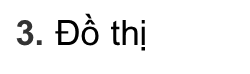 3. Đồ thị